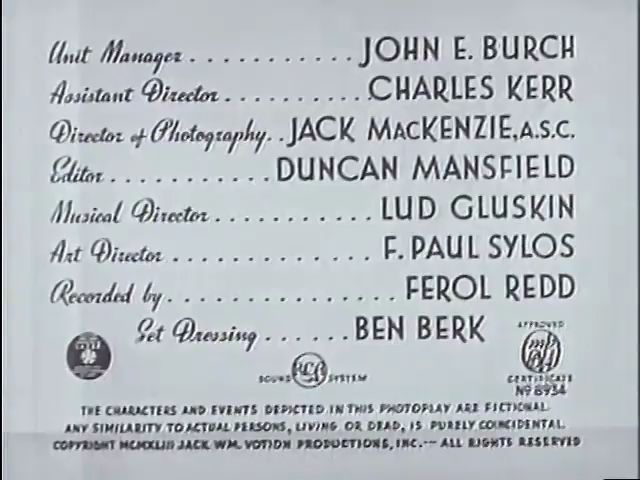 Unit Manager........... JOHN E. BURCH
Assistant Director.......... CHARLES KERR
Director of Photography.. JACK MACKENZIE, A.S.C.
Editor........... DUNCAN MANSFIELD
Musical Director............ LUD GLUSKIN
Art Director.............. F. PAUL SYLOS
Recorded by............... FEROL REDD
Set Dressing...... BEN BERK
APPROVED
SOUND RCA SYSTEM
CERTIFICATE
Nº 8934
THE CHARACTERS AND EVENTS DEPICTED IN THIS PHOTOPLAY ARE FICTIONAL.
ANY SIMILARITY TO ACTUAL PERSONS, LIVING OR DEAD, IS PURELY COINCIDENTAL.
COPYRIGHT MCMXLIII JACK WM. VOTION PRODUCTIONS, INC.-- ALL RIGHTS RESERVED